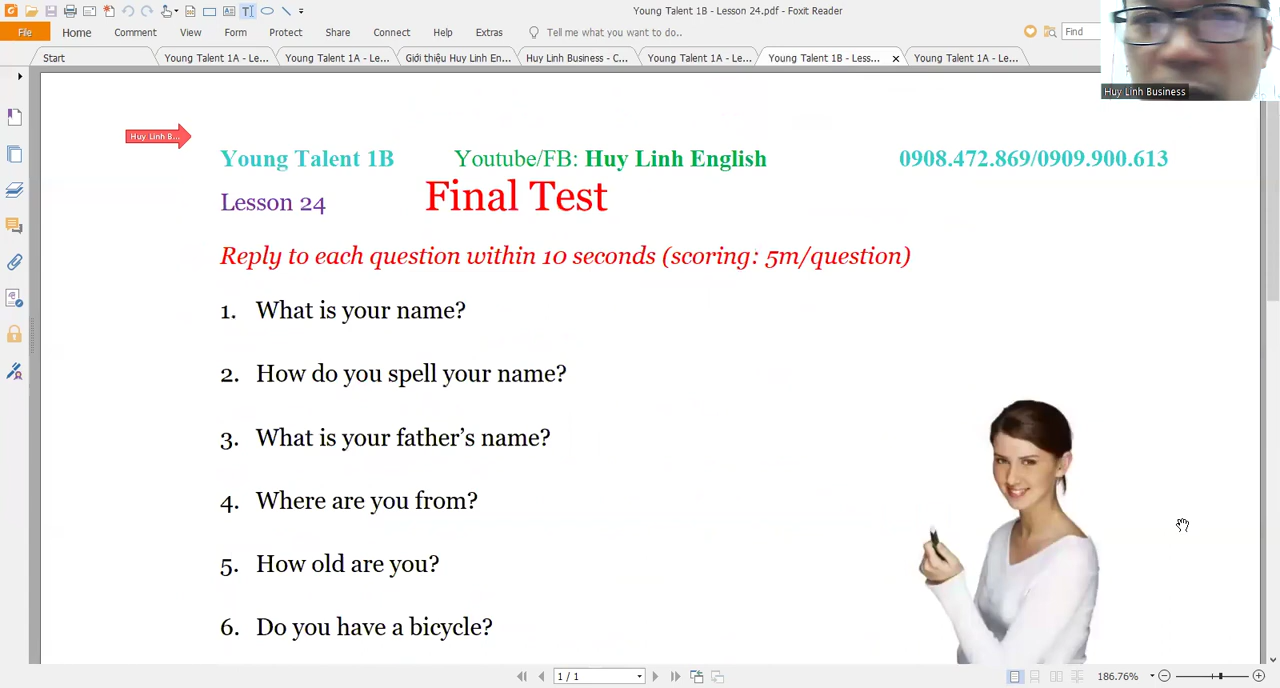 Young Talent 1B - Lesson 24.pdf - Foxit Reader
File Home Comment View Form Protect Share Connect Help Extras Tell me what you want to do.. Find
Start Young Talent 1A - Le... Young Talent 1A - Le... Giới thiệu Huy Linh En... Huy Linh Business - C... Young Talent 1A - Le... Young Talent 1B - Less... Young Talent 1A - Le...
Huy Linh Business
Huy Linh B...
Young Talent 1B Youtube/FB: Huy Linh English 0908.472.869/0909.900.613
Lesson 24 Final Test
Reply to each question within 10 seconds (scoring: 5m/question)
1. What is your name?
2. How do you spell your name?
3. What is your father’s name?
4. Where are you from?
5. How old are you?
6. Do you have a bicycle?
1 / 1 186.76%